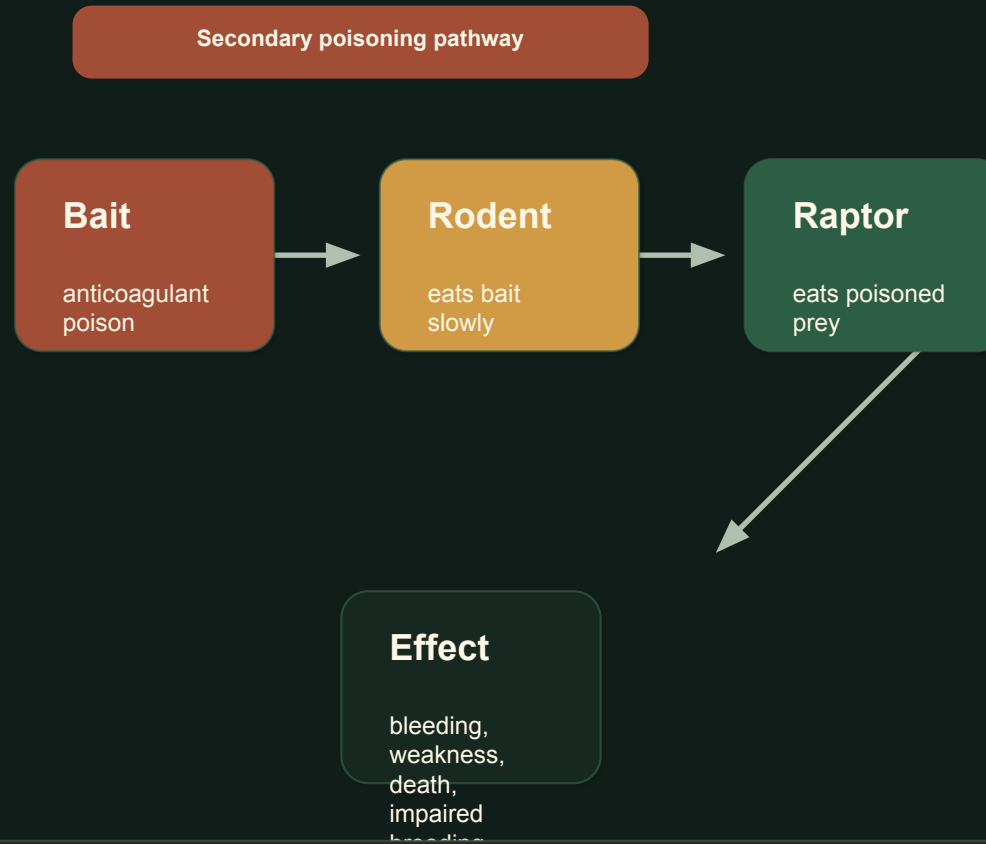 Secondary poisoning pathway
Bait
anticoagulant
poison
Rodent
eats bait
slowly
Raptor
eats poisoned
prey
Effect
bleeding,
weakness,
death,
impaired
breeding